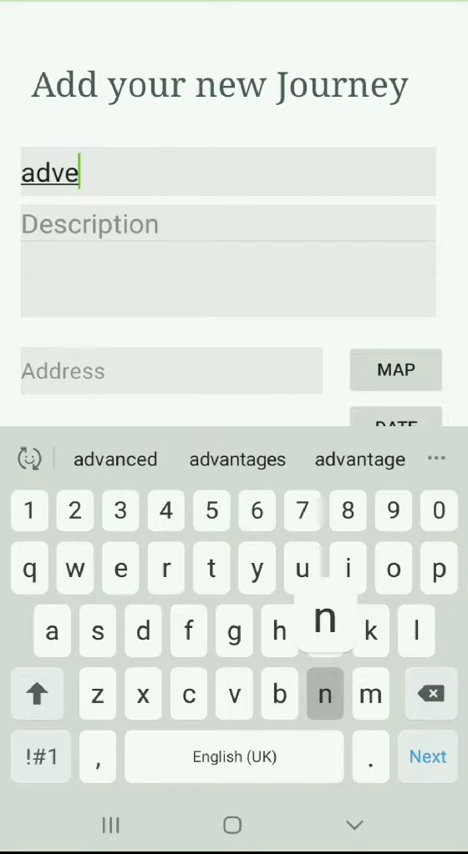 Add your new Journey
adve
Description
Address MAP
DATE
advanced advantages advantage ...
1 2 3 4 5 6 7 8 9 0
q w e r t y u i o p
a s d f g h n k l
z x c v b n m
!#1 , English (UK) . Next